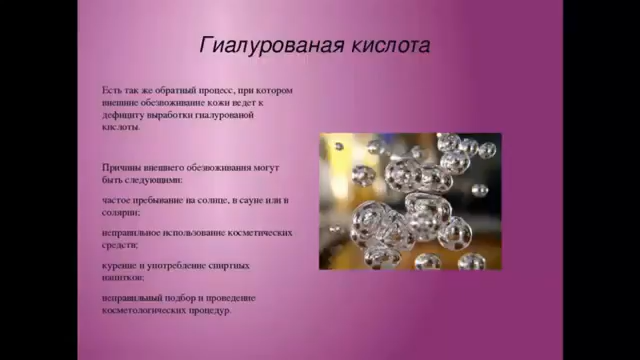 Гиалурованая кислота
Есть так же обратный процесс, при котором
внешние обезвоживание кожи ведет к
дефициту выработки гиалурованой
кислоты.
Причины внешнего обезвоживания могут
быть следующими:
частое пребывание на солнце, в сауне или в
солярии;
неправильное использование косметических
средств;
курение и употребление спиртных
напитков;
неправильный подбор и проведение
косметологических процедур.